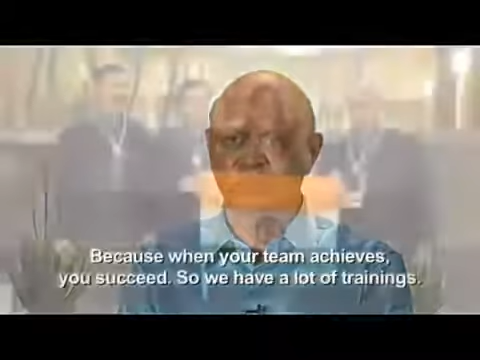 Because when your team achieves,
you succeed. So we have a lot of trainings.